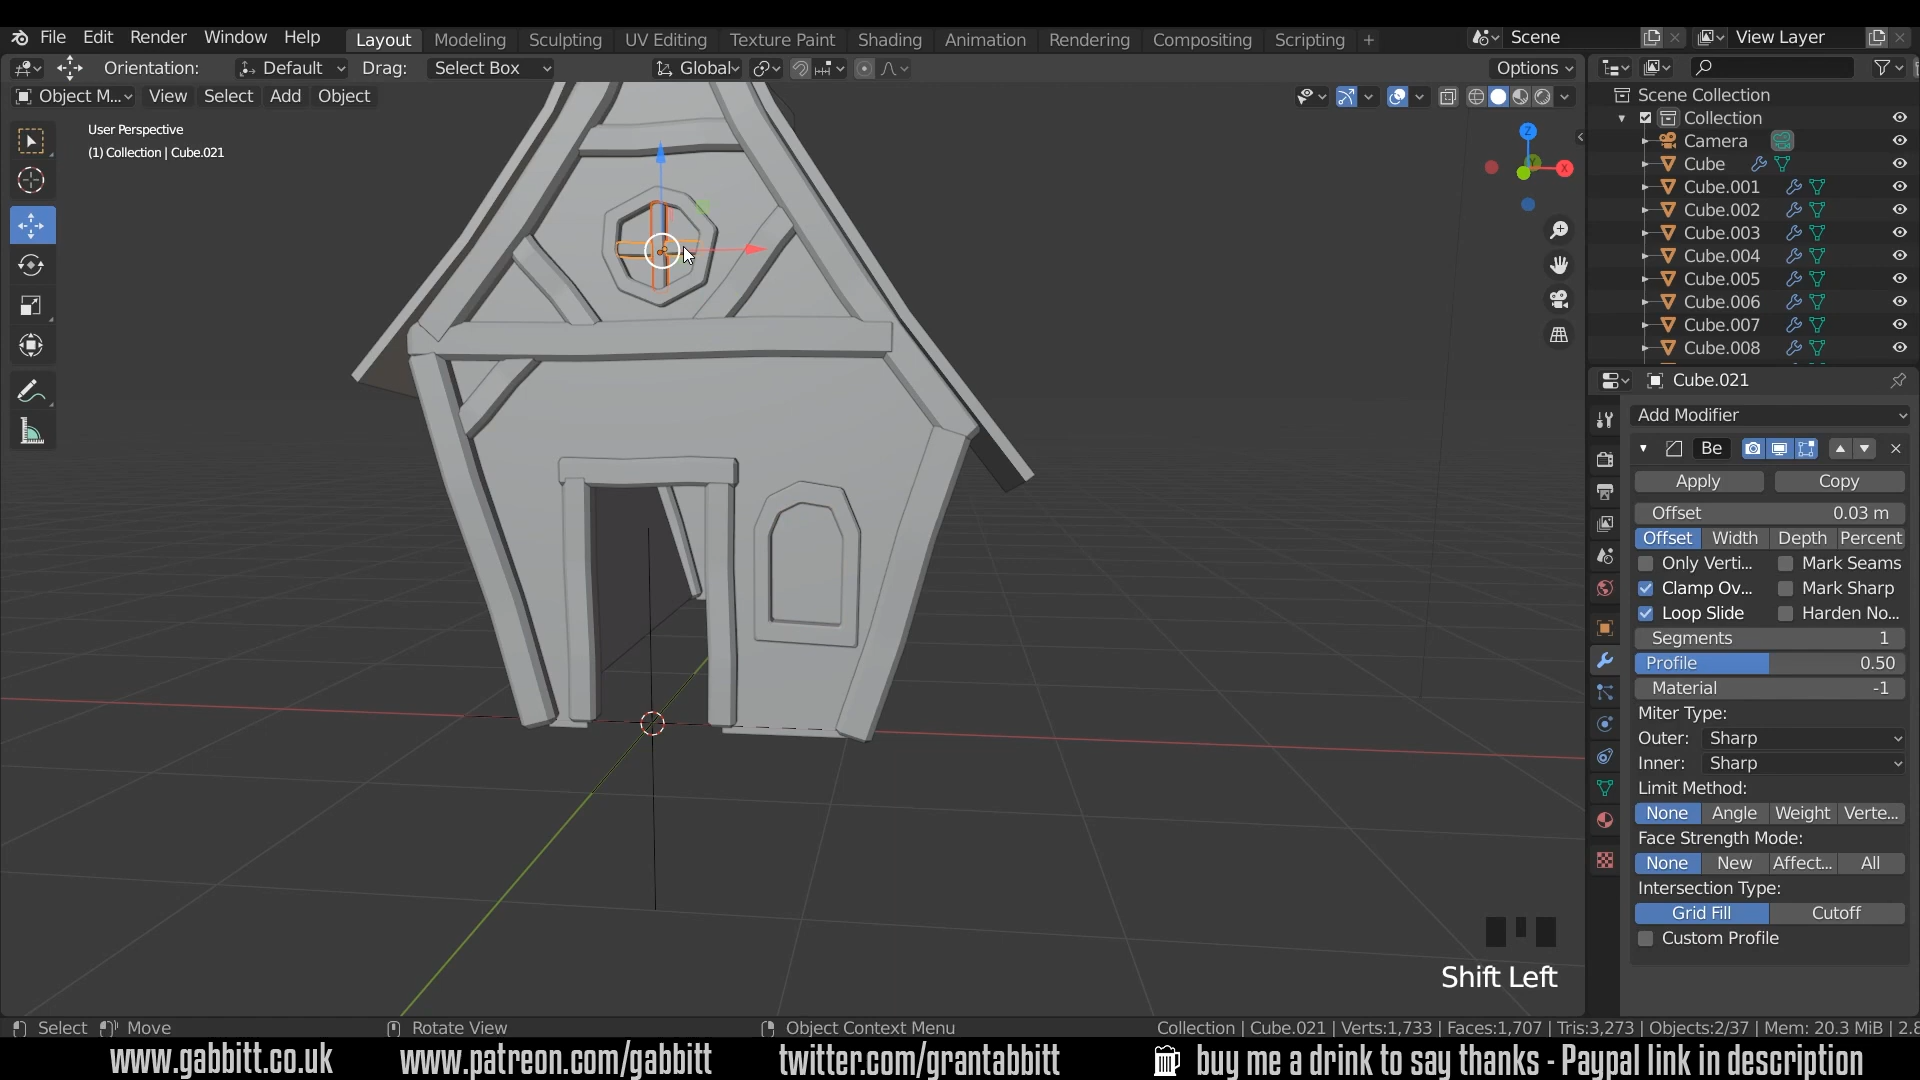 File Edit Render Window Help Layout Modeling Sculpting UV Editing Texture Paint Shading Animation Rendering Compositing Scripting + Scene View Layer
Orientation: Default Drag: Select Box Global Options
Object M... View Select Add Object
User Perspective
(1) Collection | Cube.021
Z
X
Scene Collection
Collection
Camera
Cube
Cube.001
Cube.002
Cube.003
Cube.004
Cube.005
Cube.006
Cube.007
Cube.008
Cube.021
Add Modifier
Be
Apply Copy
Offset 0.03 m
Offset Width Depth Percent
Only Verti... Mark Seams
Clamp Ov... Mark Sharp
Loop Slide Harden No...
Segments 1
Profile 0.50
Material -1
Miter Type:
Outer: Sharp
Inner: Sharp
Limit Method:
None Angle Weight Verte...
Face Strength Mode:
None New Affect... All
Intersection Type:
Grid Fill Cutoff
Custom Profile
Shift Left
Select Move Rotate View Object Context Menu Collection | Cube.021 | Verts:1,733 | Faces:1,707 | Tris:3,273 | Objects:2/37 | Mem: 20.3 MiB | 2.8
www.gabbitt.co.uk www.patreon.com/gabbitt twitter.com/grantabbitt buy me a drink to say thanks - Paypal link in description